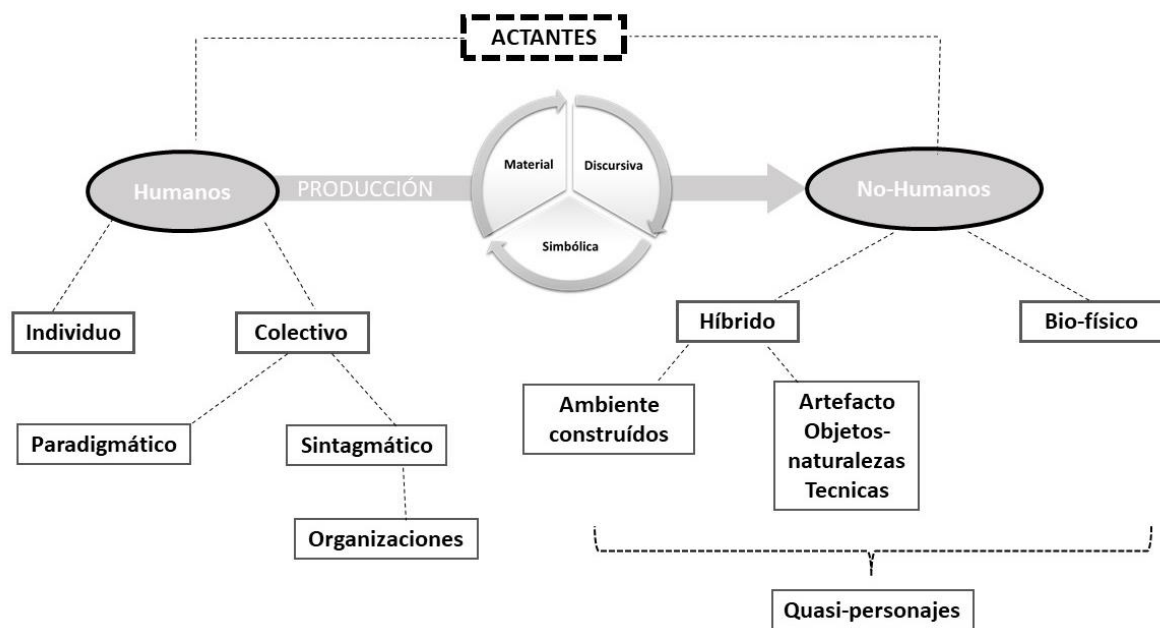 ACTANTES
Humanos
PRODUCCIÓN
Material
Discursiva
Simbólica
No-Humanos
Individuo
Colectivo
Híbrido
Bio-físico
Paradigmático
Sintagmático
Ambiente
construídos
Artefacto
Objetos-
naturalezas
Tecnicas
Organizaciones
Quasi-personajes